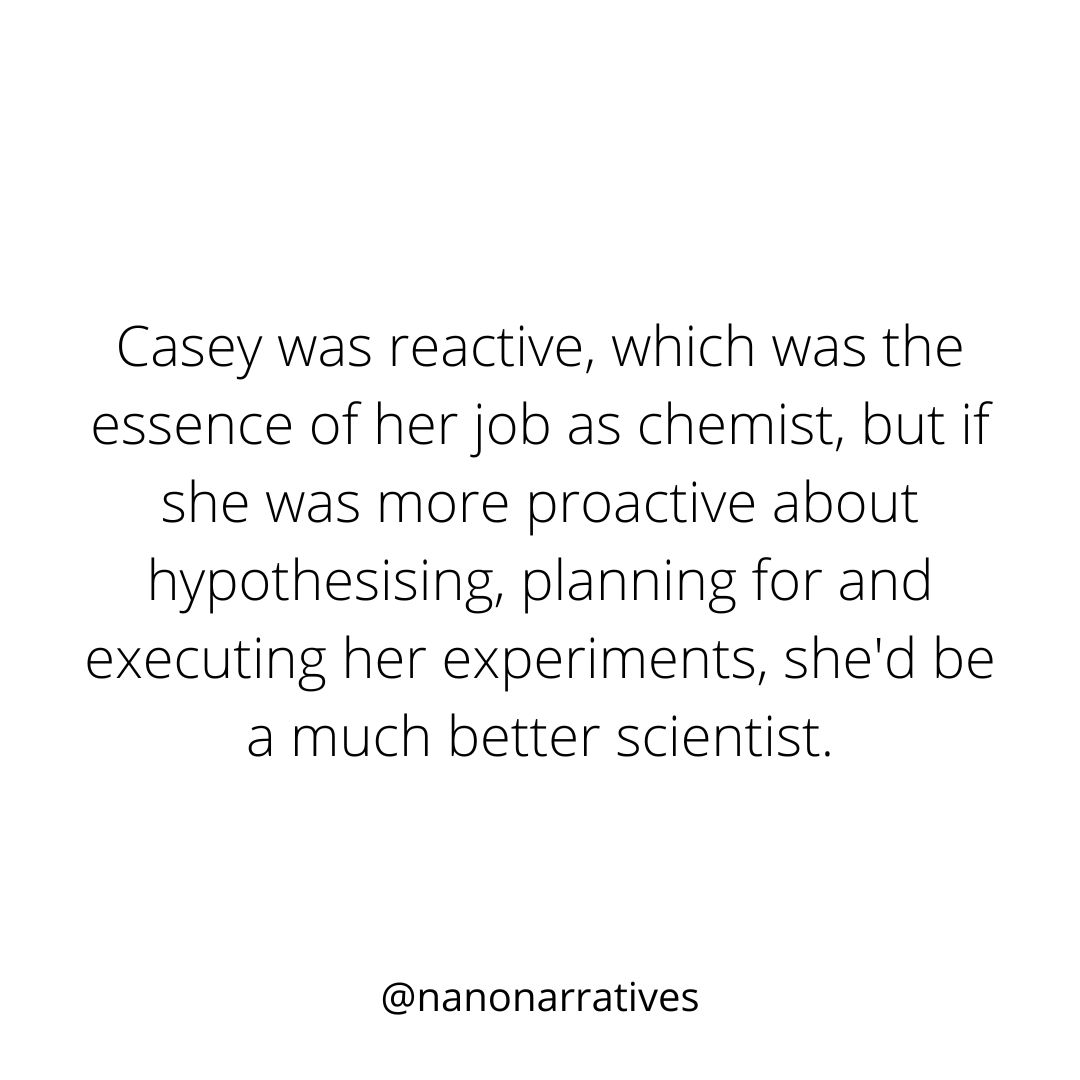 Casey was reactive, which was the
essence of her job as chemist, but if
she was more proactive about
hypothesising, planning for and
executing her experiments, she'd be
a much better scientist.
@nanonarratives